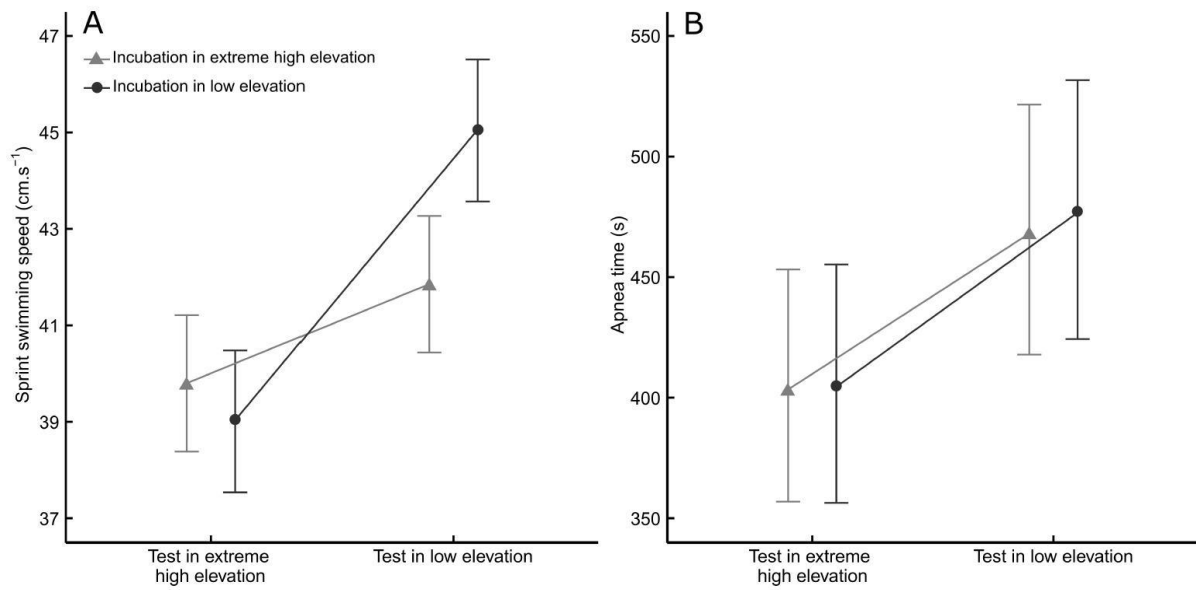 A
Sprint swimming speed (cm.s⁻¹)
47
45
43
41
39
37
Incubation in extreme high elevation
Incubation in low elevation
Test in extreme
high elevation
Test in low elevation
B
Apnea time (s)
550
500
450
400
350
Test in extreme
high elevation
Test in low elevation